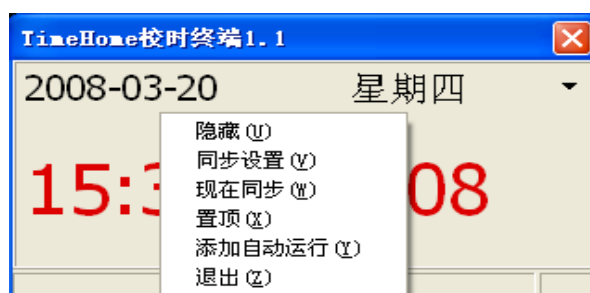 TimeHome校时终端1.1
2008-03-20 星期四
隐藏(U)
同步设置(V)
现在同步(W)
15:3 08
置顶(X)
添加自动运行(Y)
退出(Z)